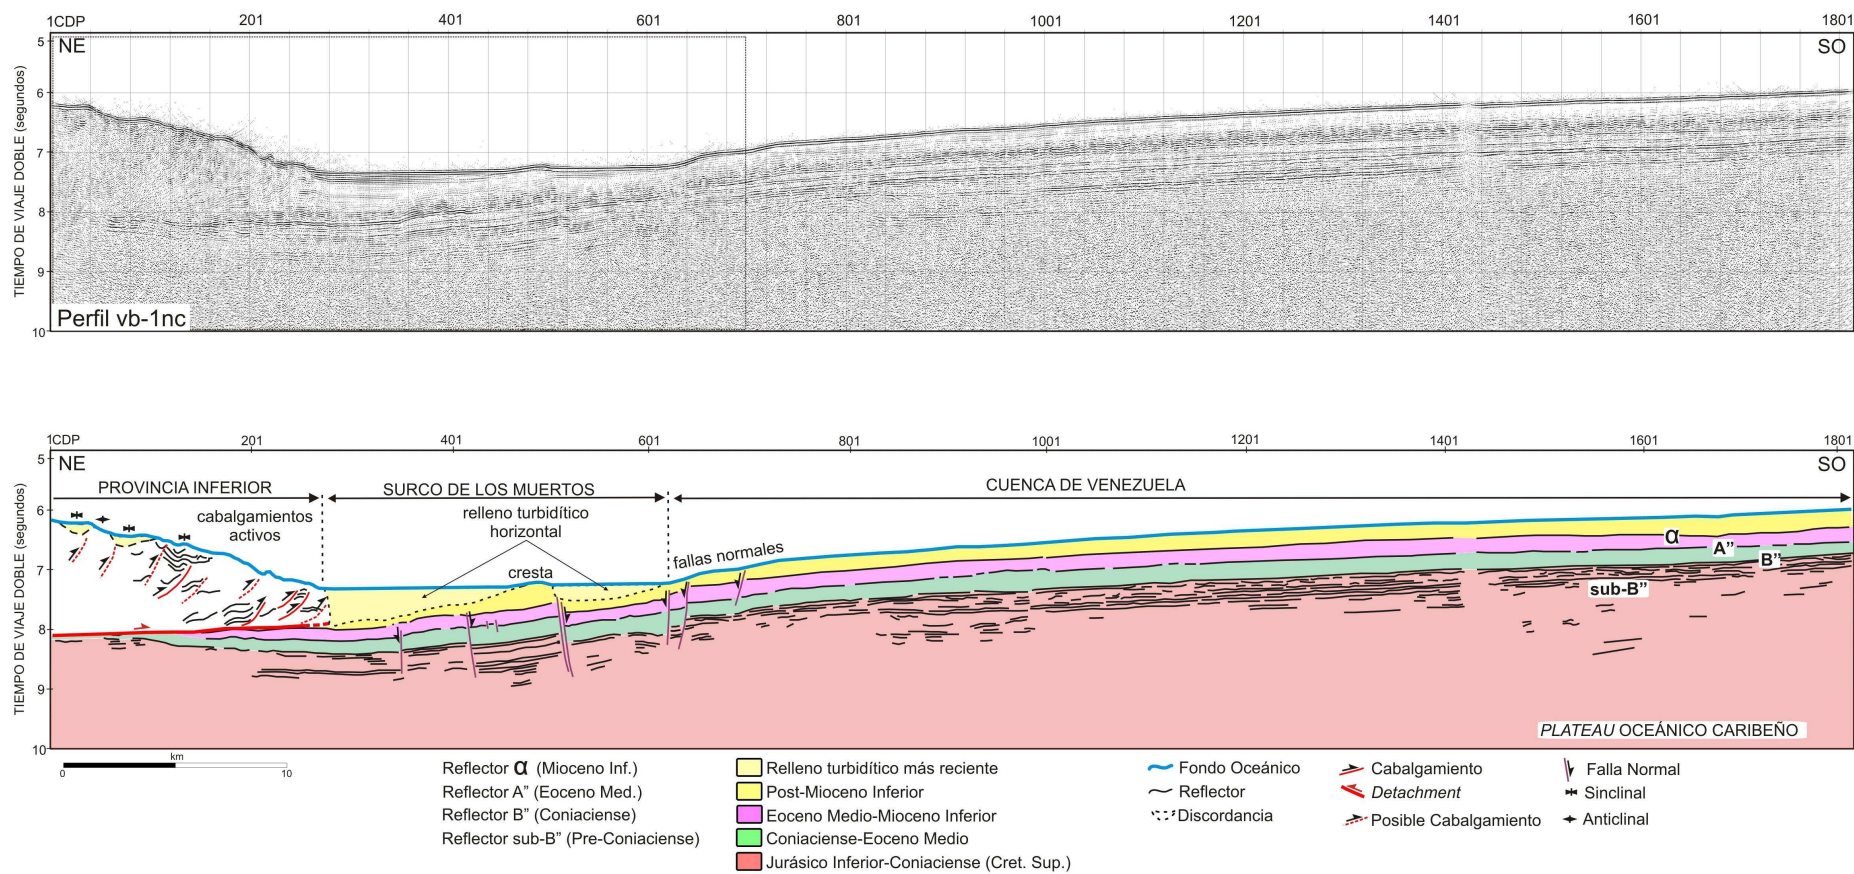 1CDP 201 401 601 801 1001 1201 1401 1601 1801
NE
SO
TIEMPO DE VIAJE DOBLE (segundos)
5
6
7
8
9
10
Perfil vb-1nc
1CDP 201 401 601 801 1001 1201 1401 1601 1801
NE
SO
TIEMPO DE VIAJE DOBLE (segundos)
5
6
7
8
9
10
PROVINCIA INFERIOR
SURCO DE LOS MUERTOS
CUENCA DE VENEZUELA
cabalgamientos
activos
relleno turbidítico
horizontal
cresta
fallas normales
α
A”
B”
sub-B”
PLATEAU OCEÁNICO CARIBEÑO
km
0 10
Reflector α (Mioceno Inf.)
Reflector A” (Eoceno Med.)
Reflector B” (Coniaciense)
Reflector sub-B” (Pre-Coniaciense)
Relleno turbidítico más reciente
Post-Mioceno Inferior
Eoceno Medio-Mioceno Inferior
Coniaciense-Eoceno Medio
Jurásico Inferior-Coniaciense (Cret. Sup.)
Fondo Oceánico
Reflector
Discordancia
Cabalgamiento
Detachment
Posible Cabalgamiento
Falla Normal
Sinclinal
Anticlinal